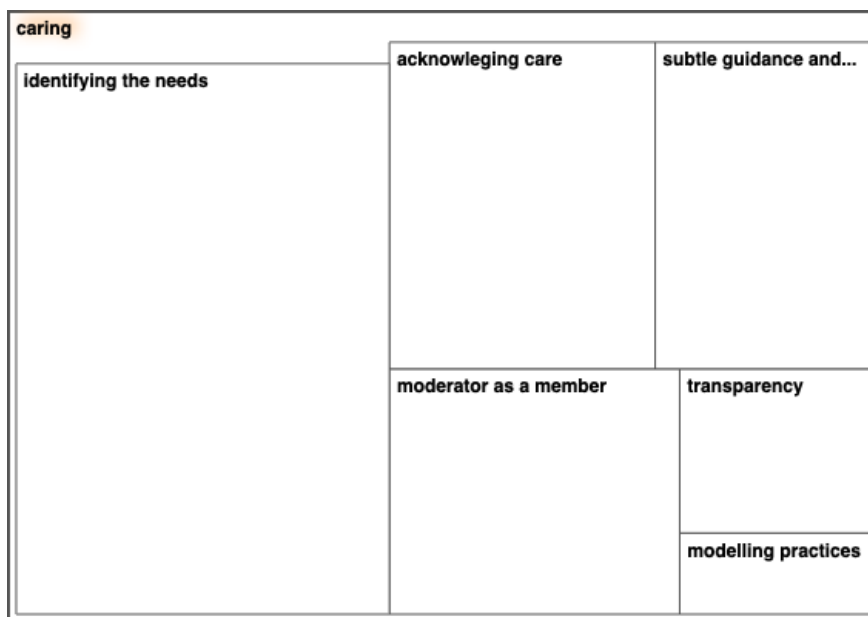 caring
identifying the needs
acknowleging care
subtle guidance and...
moderator as a member
transparency
modelling practices